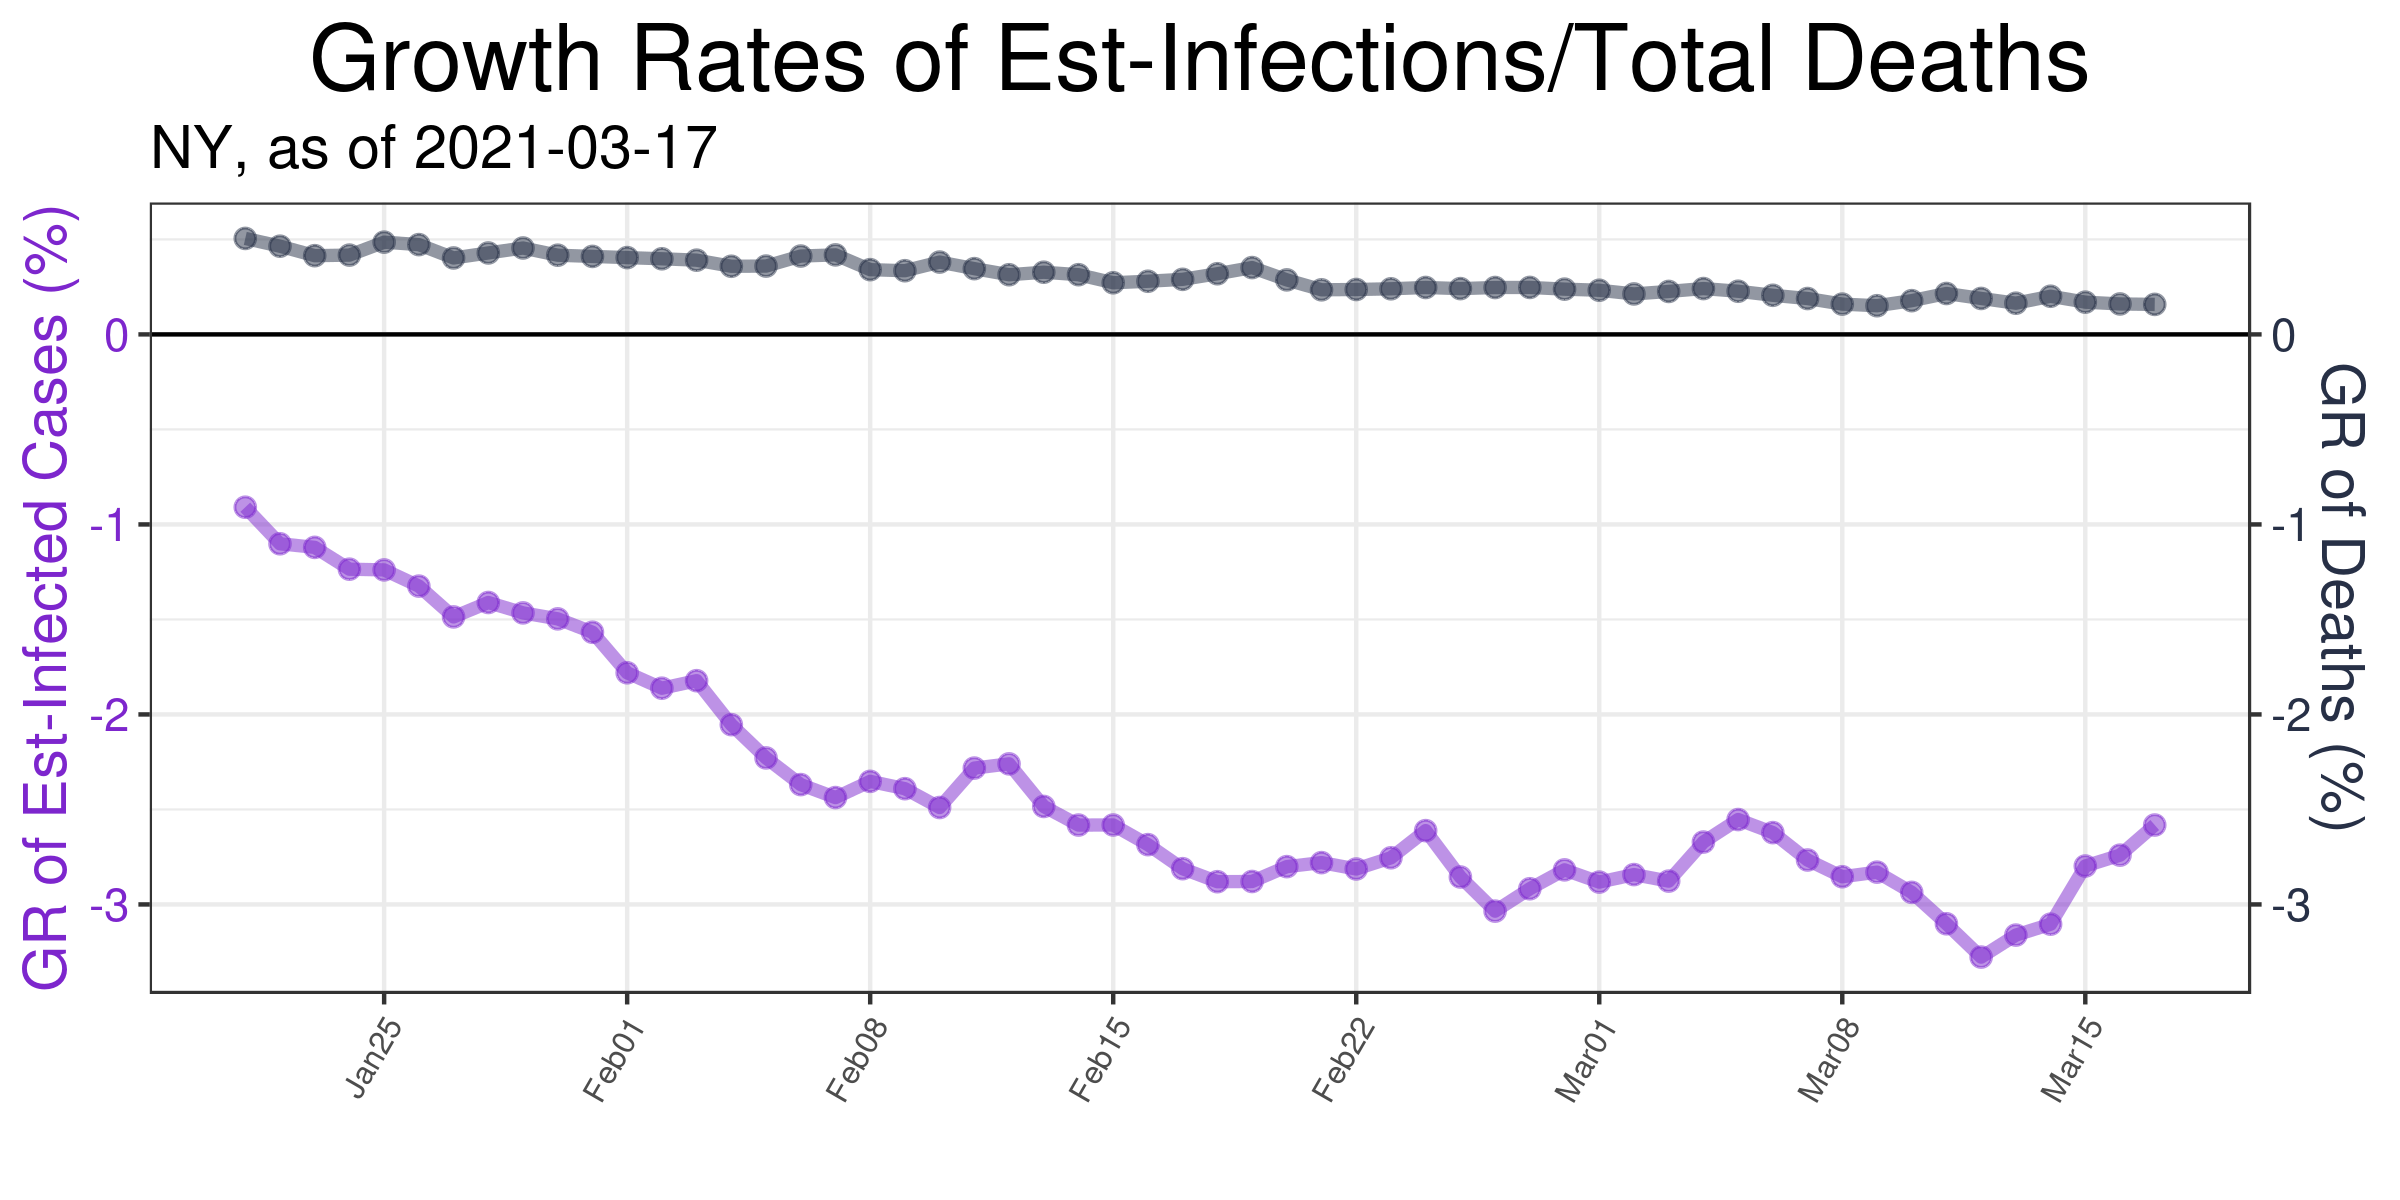 Growth Rates of Est-Infections/Total Deaths
NY, as of 2021-03-17
GR of Est-Infected Cases (%)
0
-1
-2
-3
0
-1
-2
-3
GR of Deaths (%)
Jan25
Feb01
Feb08
Feb15
Feb22
Mar01
Mar08
Mar15